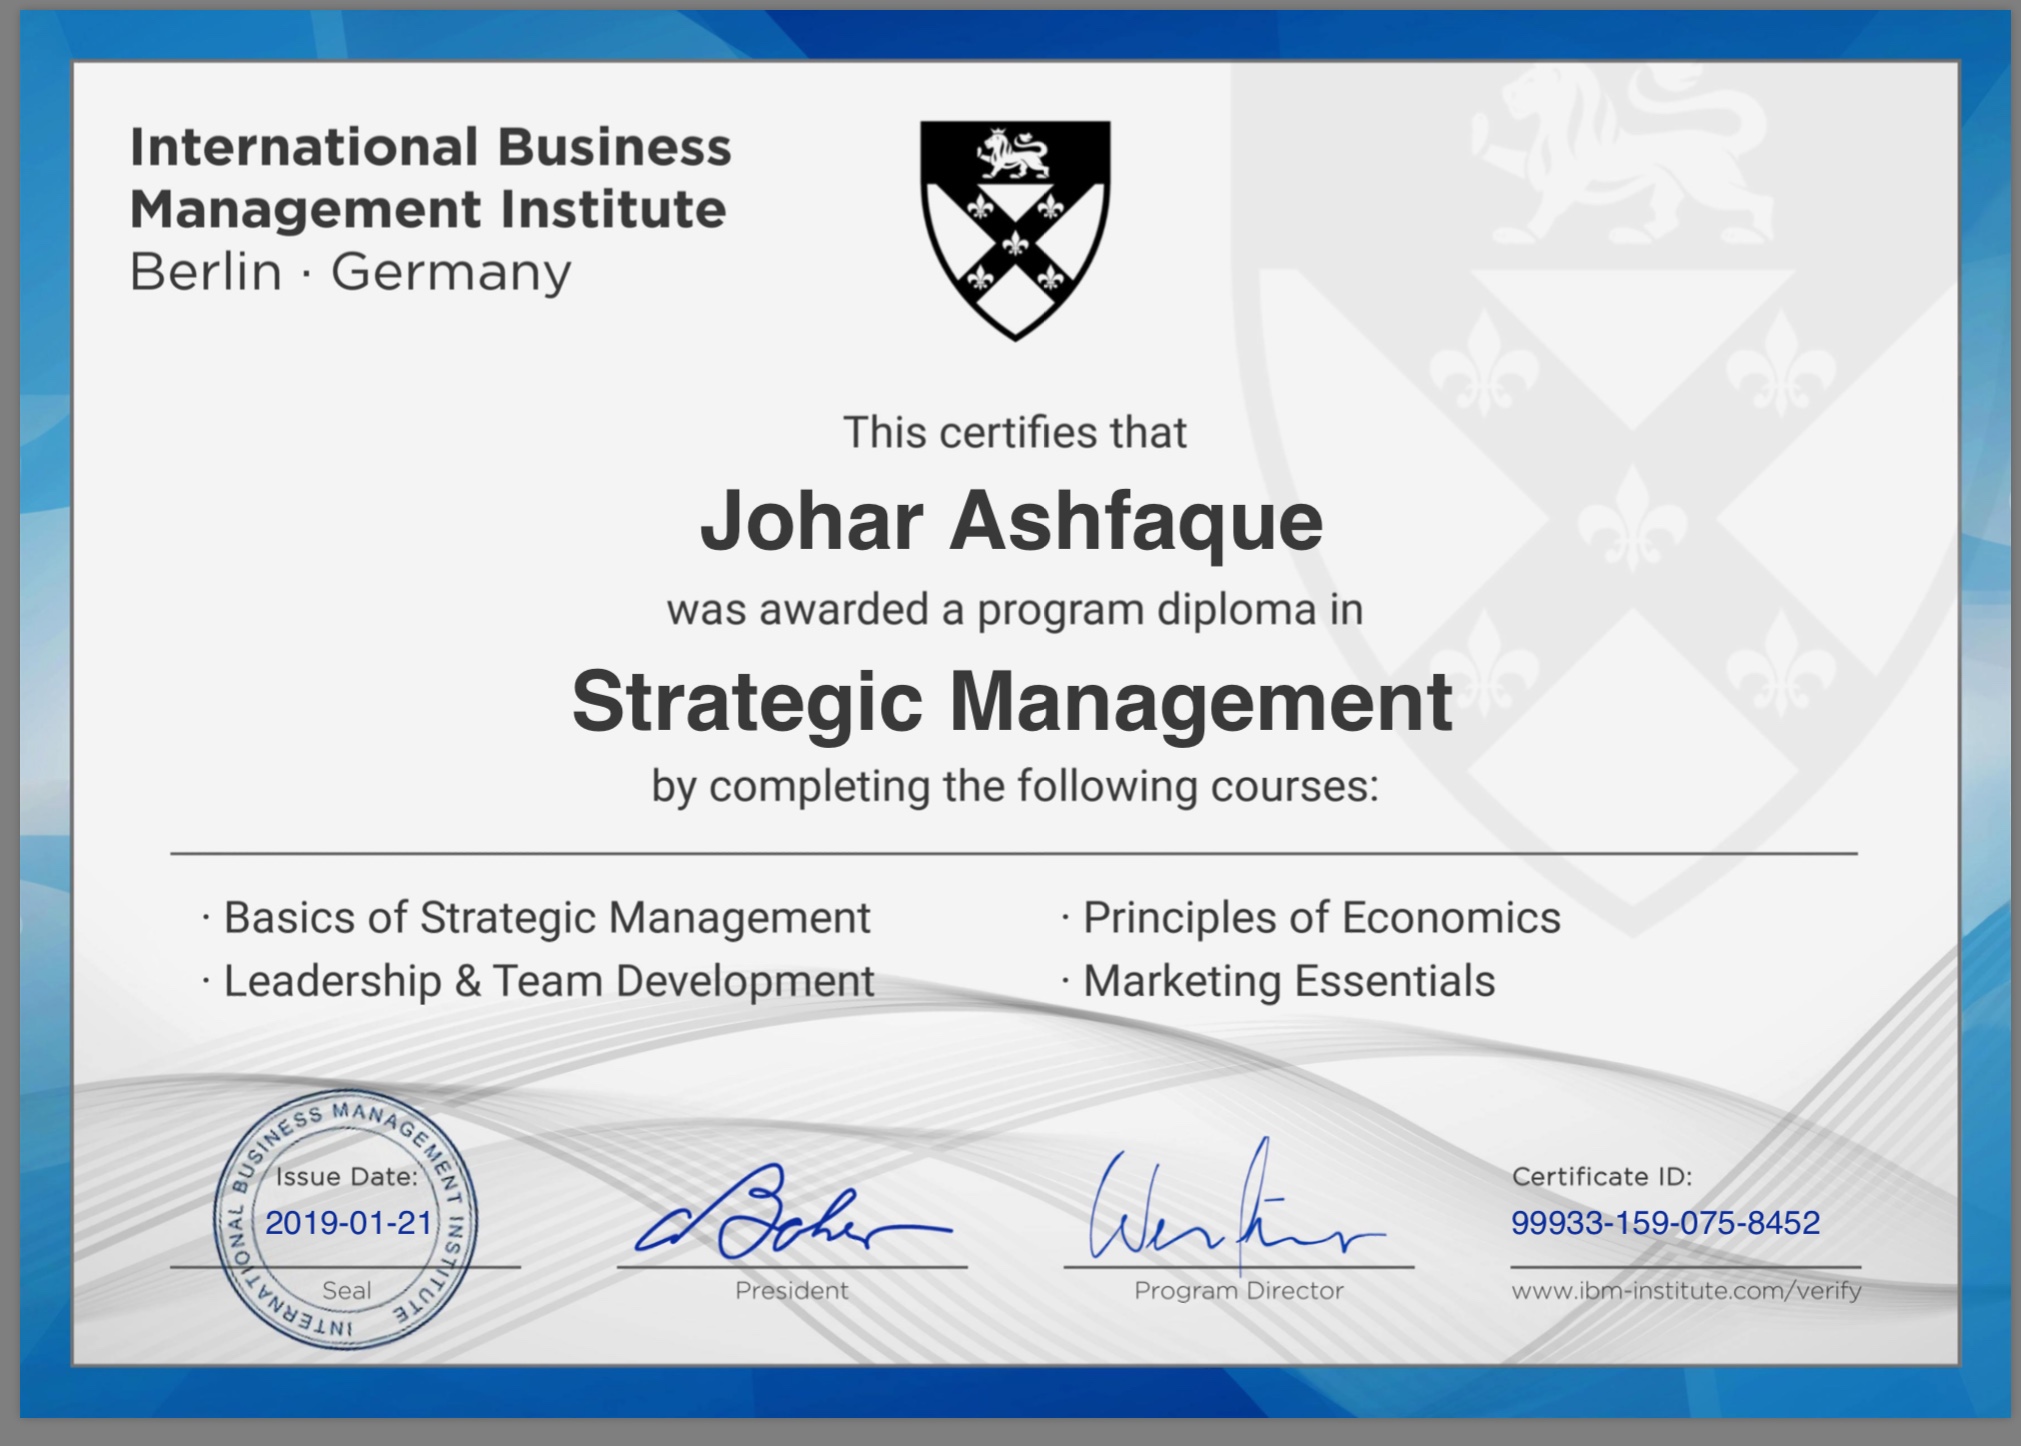 International Business
Management Institute
Berlin · Germany
This certifies that
Johar Ashfaque
was awarded a program diploma in
Strategic Management
by completing the following courses:
· Basics of Strategic Management
· Principles of Economics
· Leadership & Team Development
· Marketing Essentials
INTERNATIONAL BUSINESS MANAGEMENT INSTITUTE
Issue Date:
2019-01-21
Seal
President
Program Director
Certificate ID:
99933-159-075-8452
www.ibm-institute.com/verify